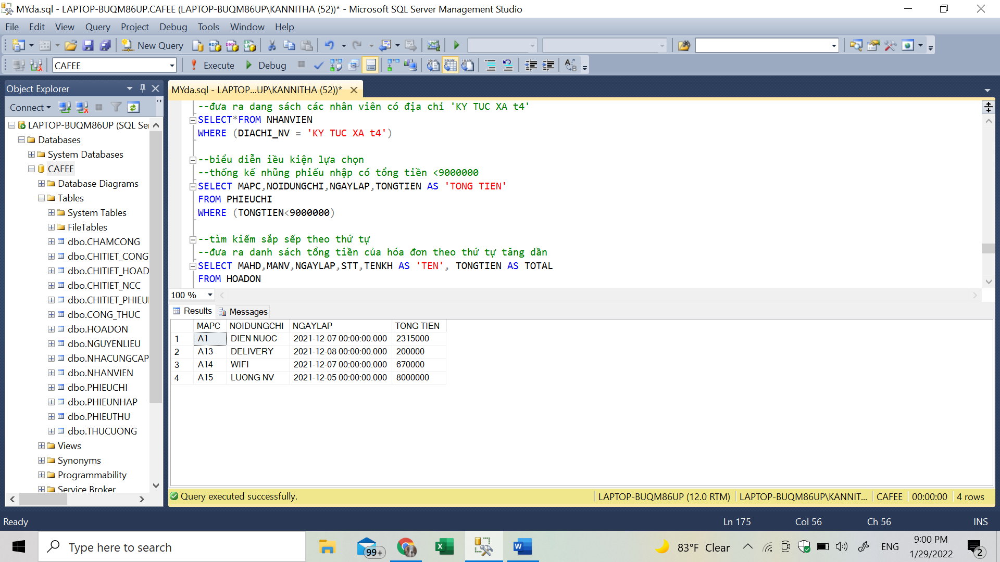 MYda.sql - LAPTOP-BUQM86UP.CAFEE (LAPTOP-BUQM86UP\KANNITHA (52))* - Microsoft SQL Server Management Studio
File Edit View Query Project Debug Tools Window Help
New Query
CAFEE Execute Debug
Object Explorer
Connect
LAPTOP-BUQM86UP (SQL Se
Databases
System Databases
CAFEE
Database Diagrams
Tables
System Tables
FileTables
dbo.CHAMCONG
dbo.CHITIET_CONG
dbo.CHITIET_HOAD
dbo.CHITIET_NCC
dbo.CHITIET_PHIEU
dbo.CONG_THUC
dbo.HOADON
dbo.NGUYENLIEU
dbo.NHACUNGCAP
dbo.NHANVIEN
dbo.PHIEUCHI
dbo.PHIEUNHAP
dbo.PHIEUTHU
dbo.THUCUONG
Views
Synonyms
Programmability
Service Broker
MYda.sql - LAPTOP...UP\KANNITHA (52))*
--đưa ra dang sách các nhân viên có địa chỉ 'KY TUC XA t4'
SELECT*FROM NHANVIEN
WHERE (DIACHI_NV = 'KY TUC XA t4')
--biểu diễn iều kiện lựa chọn
--thống kế nhũng phiếu nhập có tổng tiền <9000000
SELECT MAPC,NOIDUNGCHI,NGAYLAP,TONGTIEN AS 'TONG TIEN'
FROM PHIEUCHI
WHERE (TONGTIEN<9000000)
--tìm kiếm sắp sếp theo thứ tự
--đưa ra danh sách tổng tiền của hóa đơn theo thứ tự tăng dần
SELECT MAHD,MANV,NGAYLAP,STT,TENKH AS 'TEN', TONGTIEN AS TOTAL
FROM HOADON
100 %
Results Messages
MAPC NOIDUNGCHI NGAYLAP TONG TIEN
1 A1 DIEN NUOC 2021-12-07 00:00:00.000 2315000
2 A13 DELIVERY 2021-12-08 00:00:00.000 200000
3 A14 WIFI 2021-12-07 00:00:00.000 670000
4 A15 LUONG NV 2021-12-05 00:00:00.000 8000000
Query executed successfully. LAPTOP-BUQM86UP (12.0 RTM) LAPTOP-BUQM86UP\KANNIT... CAFEE 00:00:00 4 rows
Ready Ln 175 Col 56 Ch 56 INS
Type here to search 99+ 83°F Clear ENG 9:00 PM 1/29/2022 2